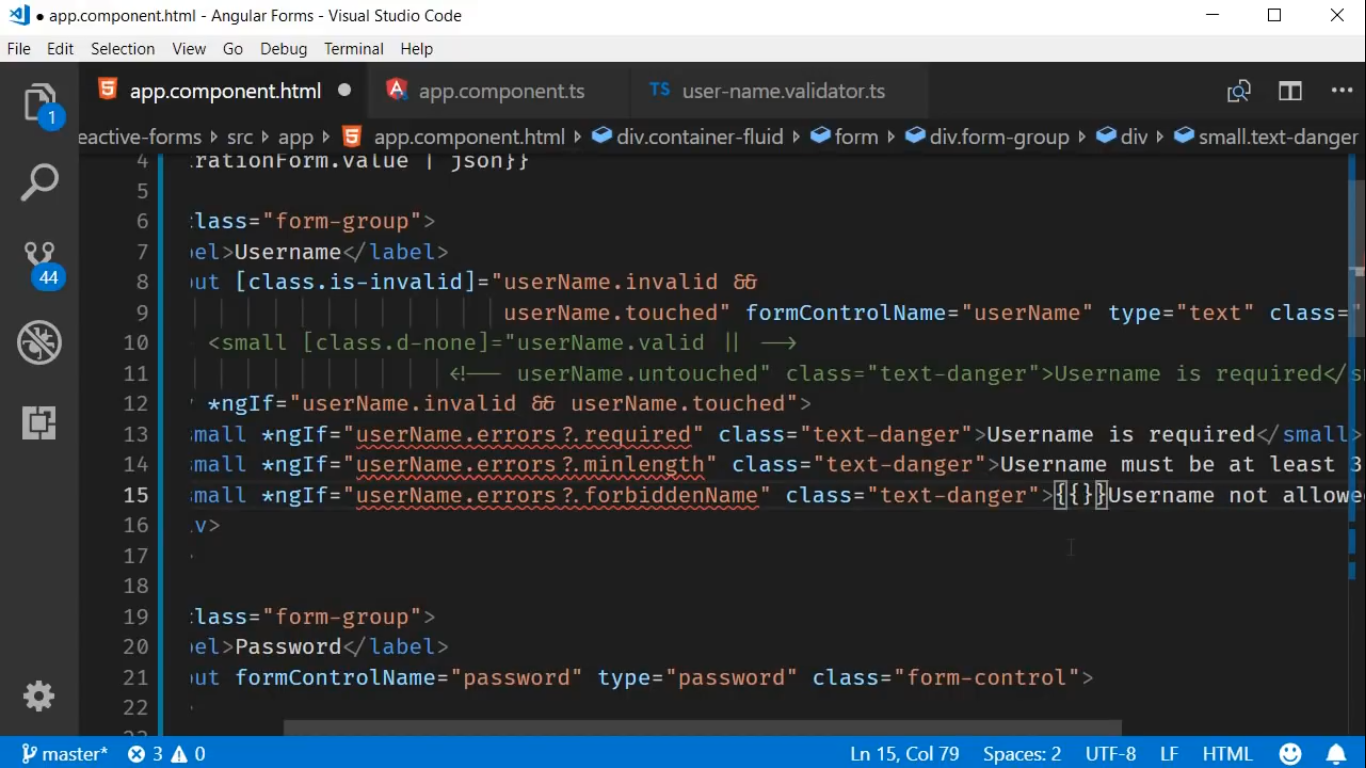 app.component.html - Angular Forms - Visual Studio Code
File Edit Selection View Go Debug Terminal Help
app.component.html app.component.ts TS user-name.validator.ts
1
eactive-forms › src › app › app.component.html › div.container-fluid › form › div.form-group › div › small.text-danger
4 rationForm.value | json}}
5
6 class="form-group">
7 el>Username</label>
8 ut [class.is-invalid]="userName.invalid &&
9 userName.touched" formControlName="userName" type="text" class="
10 <small [class.d-none]="userName.valid || -->
11 <!-- userName.untouched" class="text-danger">Username is required</s
12 *ngIf="userName.invalid && userName.touched">
13 small *ngIf="userName.errors?.required" class="text-danger">Username is required</small>
14 small *ngIf="userName.errors?.minlength" class="text-danger">Username must be at least 3
15 small *ngIf="userName.errors?.forbiddenName" class="text-danger">{{}}Username not allowe
16 v>
17
18
19 class="form-group">
20 el>Password</label>
21 ut formControlName="password" type="password" class="form-control">
22
44
master* 3 0 Ln 15, Col 79 Spaces: 2 UTF-8 LF HTML